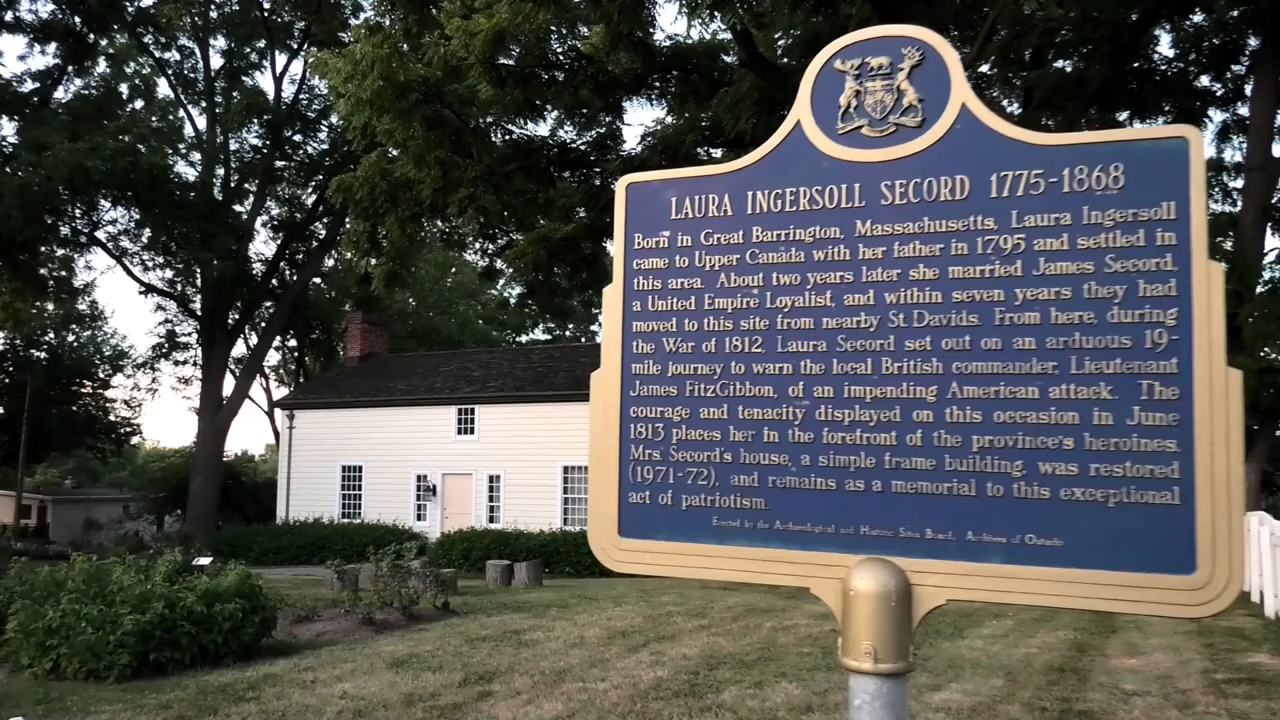 LAURA INGERSOLL SECORD 1775-1868
Born in Great Barrington, Massachusetts, Laura Ingersoll
came to Upper Canada with her father in 1795 and settled in
this area. About two years later she married James Secord,
a United Empire Loyalist, and within seven years they had
moved to this site from nearby St. Davids. From here, during
the War of 1812, Laura Secord set out on an arduous 19-
mile journey to warn the local British commander, Lieutenant
James FitzGibbon, of an impending American attack. The
courage and tenacity displayed on this occasion in June
1813 places her in the forefront of the province's heroines.
Mrs. Secord's house, a simple frame building, was restored
(1971-72), and remains as a memorial to this exceptional
act of patriotism.
Erected by the Archaeological and Historic Sites Board, Archives of Ontario